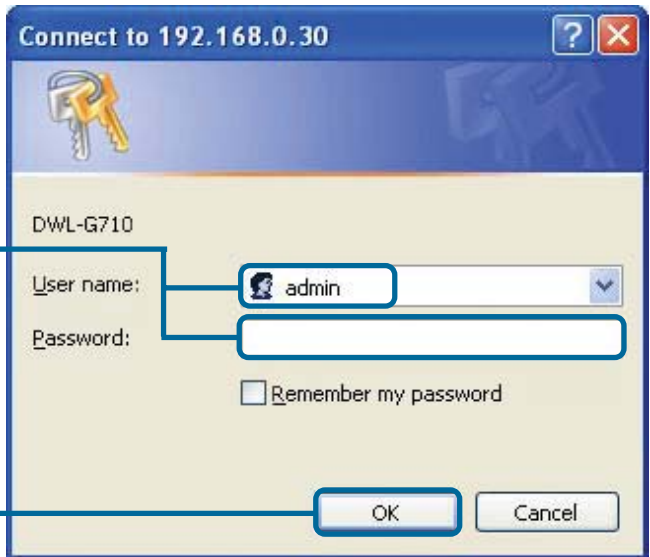 Connect to 192.168.0.30
DWL-G710
User name: admin
Password:
Remember my password
OK Cancel